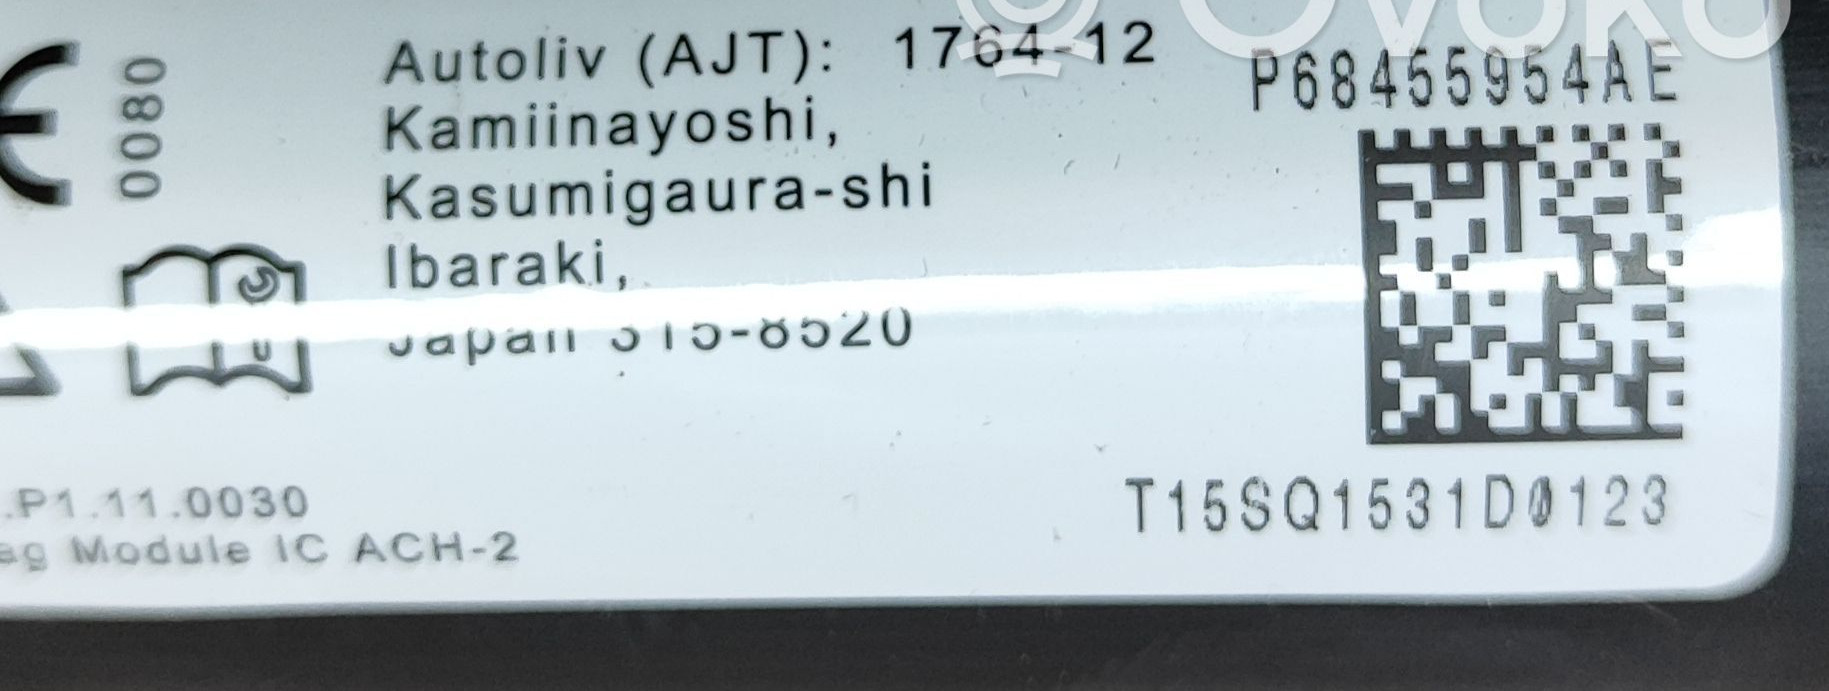 0080
Autoliv (AJT): 1764-12
Kamiinayoshi,
Kasumigaura-shi
Ibaraki,
Japan 315-8520
.P1.11.0030
ag Module IC ACH-2
Ovoko
P68455954AE
T15SQ1531D0123